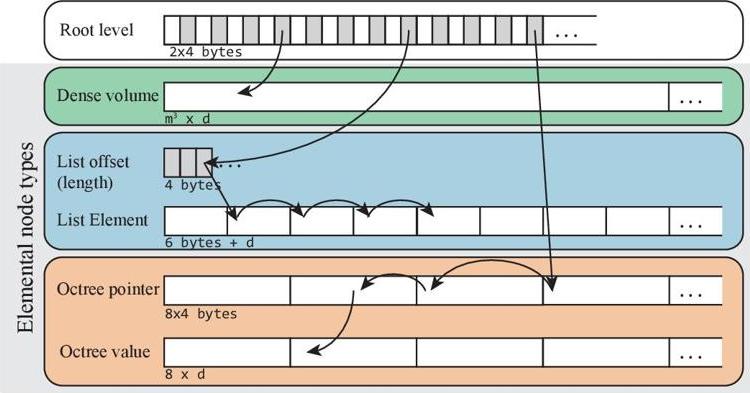 Root level
...
2x4 bytes
Elemental node types
Dense volume
...
m³ x d
List offset
(length)
...
4 bytes
List Element
...
6 bytes + d
Octree pointer
...
8x4 bytes
Octree value
...
8 x d